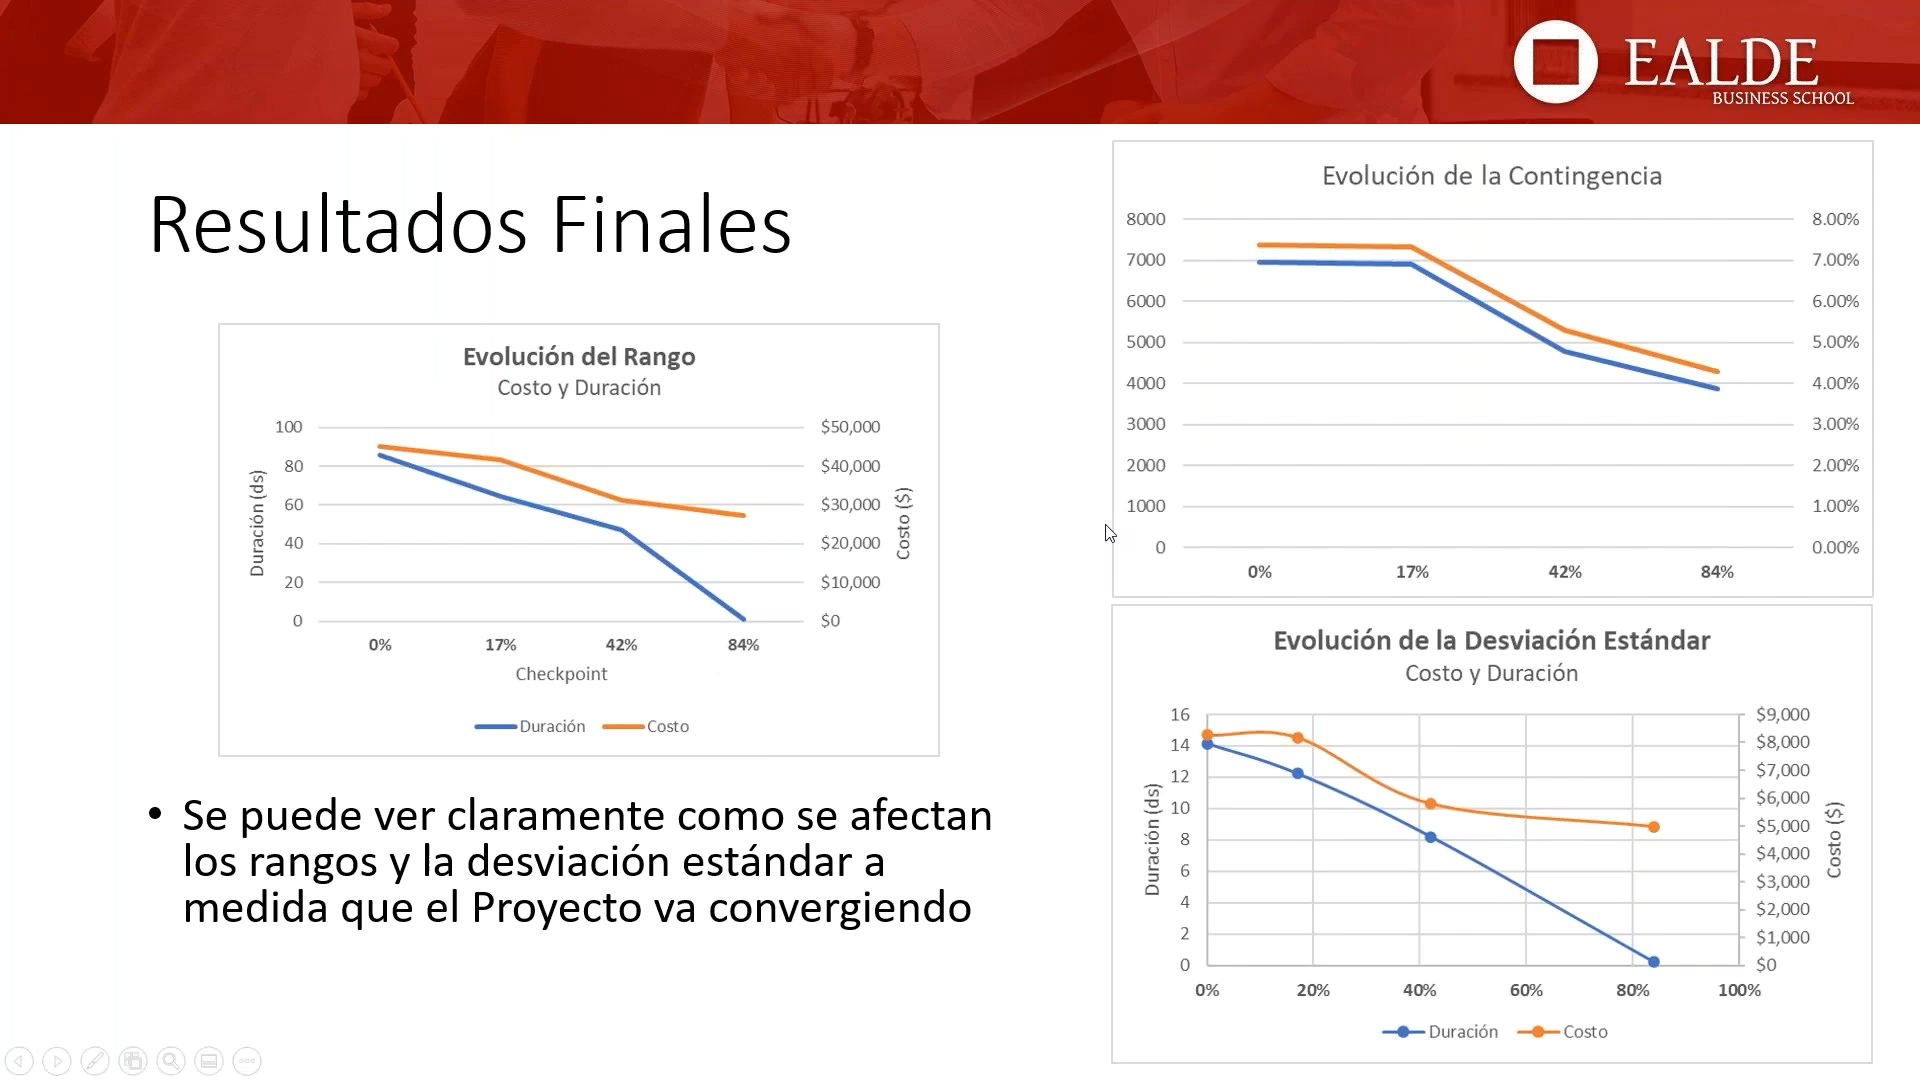 EALDE
BUSINESS SCHOOL
Resultados Finales
Evolución del Rango
Costo y Duración
100
80
60
40
20
0
Duración (ds)
$50,000
$40,000
$30,000
$20,000
$10,000
$0
Costo ($)
0% 17% 42% 84%
Checkpoint
Duración Costo
• Se puede ver claramente como se afectan
los rangos y la desviación estándar a
medida que el Proyecto va convergiendo
Evolución de la Contingencia
8000
7000
6000
5000
4000
3000
2000
1000
0
8.00%
7.00%
6.00%
5.00%
4.00%
3.00%
2.00%
1.00%
0.00%
0% 17% 42% 84%
Evolución de la Desviación Estándar
Costo y Duración
16
14
12
10
8
6
4
2
0
Duración (ds)
$9,000
$8,000
$7,000
$6,000
$5,000
$4,000
$3,000
$2,000
$1,000
$0
Costo ($)
0% 20% 40% 60% 80% 100%
Duración Costo